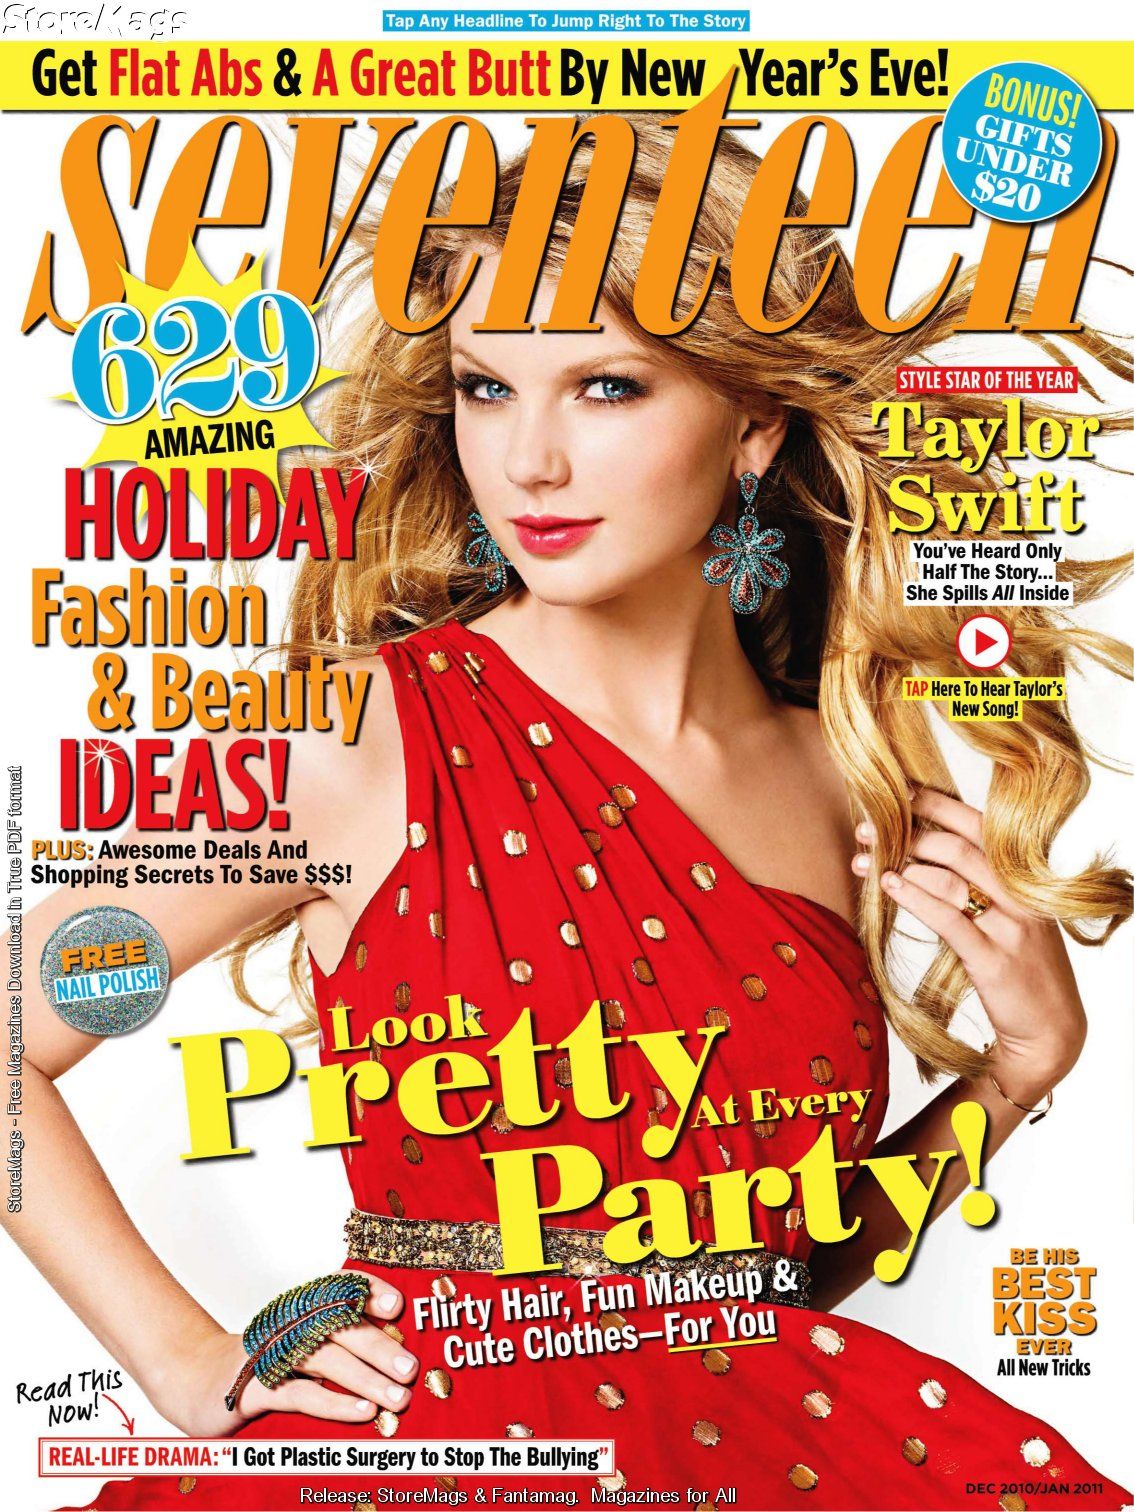 StoreMags
Tap Any Headline To Jump Right To The Story
Get Flat Abs & A Great Butt By New Year's Eve!
seventeen
BONUS!
GIFTS
UNDER
$20
629
AMAZING
HOLIDAY
Fashion
& Beauty
IDEAS!
PLUS: Awesome Deals And
Shopping Secrets To Save $$$!
STYLE STAR OF THE YEAR
Taylor
Swift
You've Heard Only
Half The Story...
She Spills All Inside
TAP Here To Hear Taylor's
New Song!
FREE
NAIL POLISH
Look
Pretty
At Every
Party!
Flirty Hair, Fun Makeup &
Cute Clothes—For You
BE HIS
BEST
KISS
EVER
All New Tricks
Read This
Now!
REAL-LIFE DRAMA: “I Got Plastic Surgery to Stop The Bullying”
DEC 2010/JAN 2011
Release: StoreMags & Fantamag. Magazines for All
StoreMags - Free Magazines Download in True PDF format